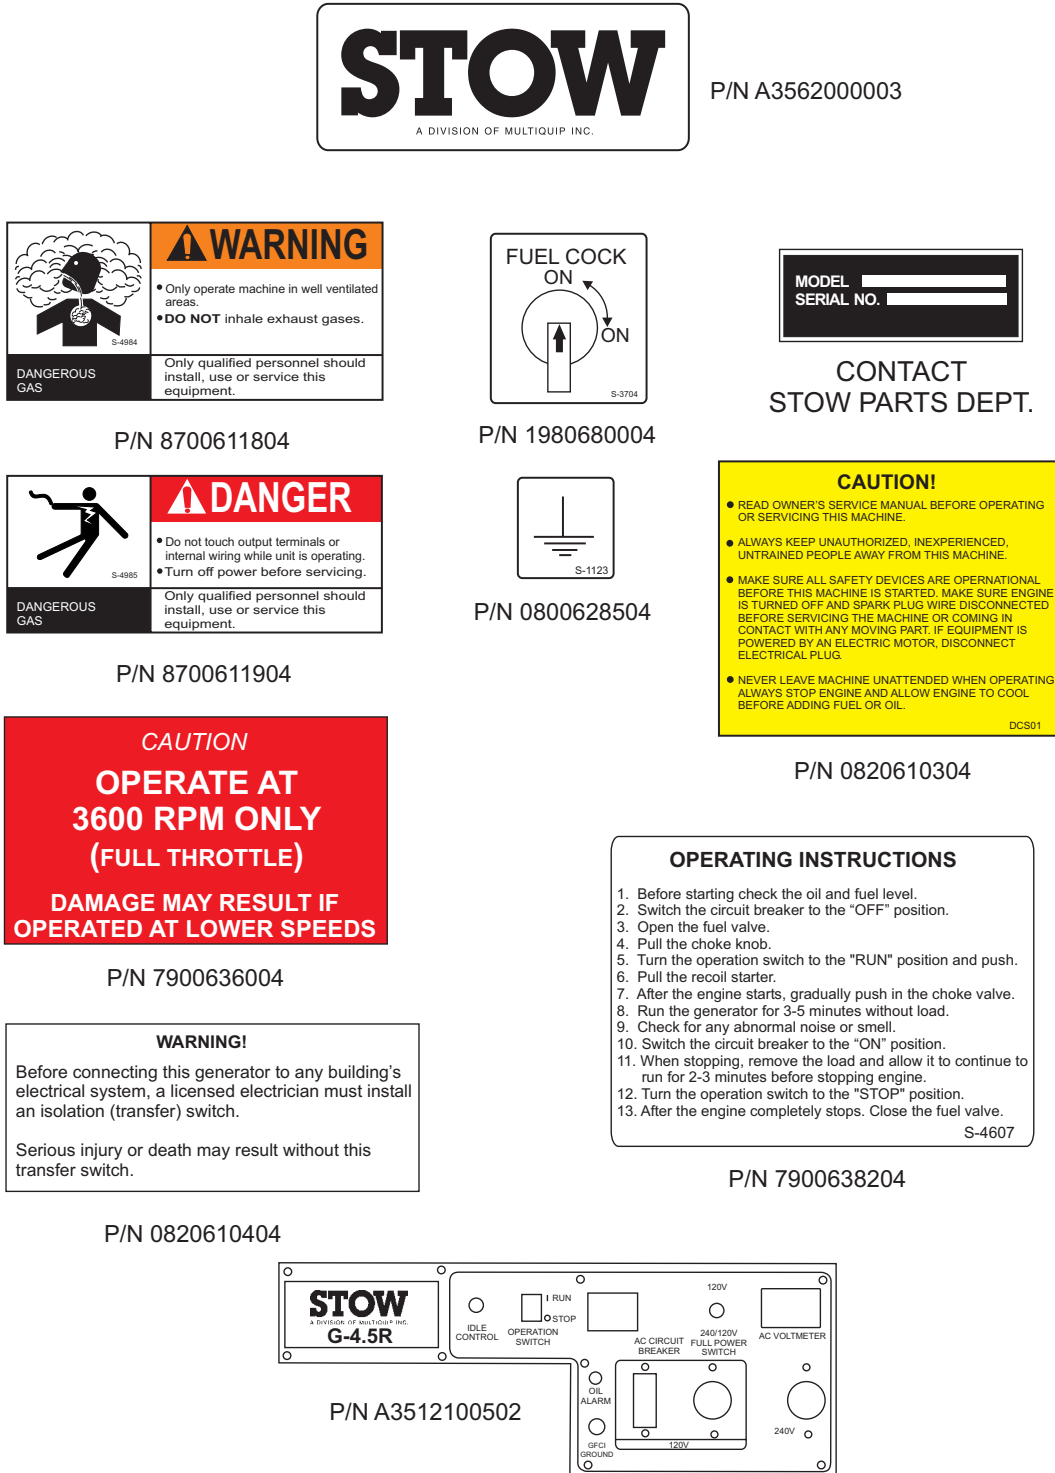 STOW
A DIVISION OF MULTIQUIP INC.
P/N A3562000003
WARNING
• Only operate machine in well ventilated
areas.
• DO NOT inhale exhaust gases.
S-4984
DANGEROUS
GAS
Only qualified personnel should
install, use or service this
equipment.
P/N 8700611804
FUEL COCK
ON
ON
S-3704
P/N 1980680004
MODEL
SERIAL NO.
CONTACT
STOW PARTS DEPT.
DANGER
• Do not touch output terminals or
internal wiring while unit is operating.
• Turn off power before servicing.
S-4985
DANGEROUS
GAS
Only qualified personnel should
install, use or service this
equipment.
P/N 8700611904
S-1123
P/N 0800628504
CAUTION!
• READ OWNER'S SERVICE MANUAL BEFORE OPERATING
OR SERVICING THIS MACHINE.
• ALWAYS KEEP UNAUTHORIZED, INEXPERIENCED,
UNTRAINED PEOPLE AWAY FROM THIS MACHINE.
• MAKE SURE ALL SAFETY DEVICES ARE OPERNATIONAL
BEFORE THIS MACHINE IS STARTED. MAKE SURE ENGINE
IS TURNED OFF AND SPARK PLUG WIRE DISCONNECTED
BEFORE SERVICING THE MACHINE OR COMING IN
CONTACT WITH ANY MOVING PART. IF EQUIPMENT IS
POWERED BY AN ELECTRIC MOTOR, DISCONNECT
ELECTRICAL PLUG.
• NEVER LEAVE MACHINE UNATTENDED WHEN OPERATING
ALWAYS STOP ENGINE AND ALLOW ENGINE TO COOL
BEFORE ADDING FUEL OR OIL.
DCS01
P/N 0820610304
CAUTION
OPERATE AT
3600 RPM ONLY
(FULL THROTTLE)
DAMAGE MAY RESULT IF
OPERATED AT LOWER SPEEDS
P/N 7900636004
OPERATING INSTRUCTIONS
1. Before starting check the oil and fuel level.
2. Switch the circuit breaker to the “OFF” position.
3. Open the fuel valve.
4. Pull the choke knob.
5. Turn the operation switch to the "RUN" position and push.
6. Pull the recoil starter.
7. After the engine starts, gradually push in the choke valve.
8. Run the generator for 3-5 minutes without load.
9. Check for any abnormal noise or smell.
10. Switch the circuit breaker to the “ON” position.
11. When stopping, remove the load and allow it to continue to
run for 2-3 minutes before stopping engine.
12. Turn the operation switch to the "STOP" position.
13. After the engine completely stops. Close the fuel valve.
S-4607
P/N 7900638204
WARNING!
Before connecting this generator to any building's
electrical system, a licensed electrician must install
an isolation (transfer) switch.
Serious injury or death may result without this
transfer switch.
P/N 0820610404
STOW
A DIVISION OF MULTIQUIP INC.
G-4.5R
IDLE
CONTROL
I RUN
STOP
OPERATION
SWITCH
AC CIRCUIT
BREAKER
120V
240/120V
FULL POWER
SWITCH
AC VOLTMETER
OIL
ALARM
GFCI
GROUND
120V
240V
P/N A3512100502